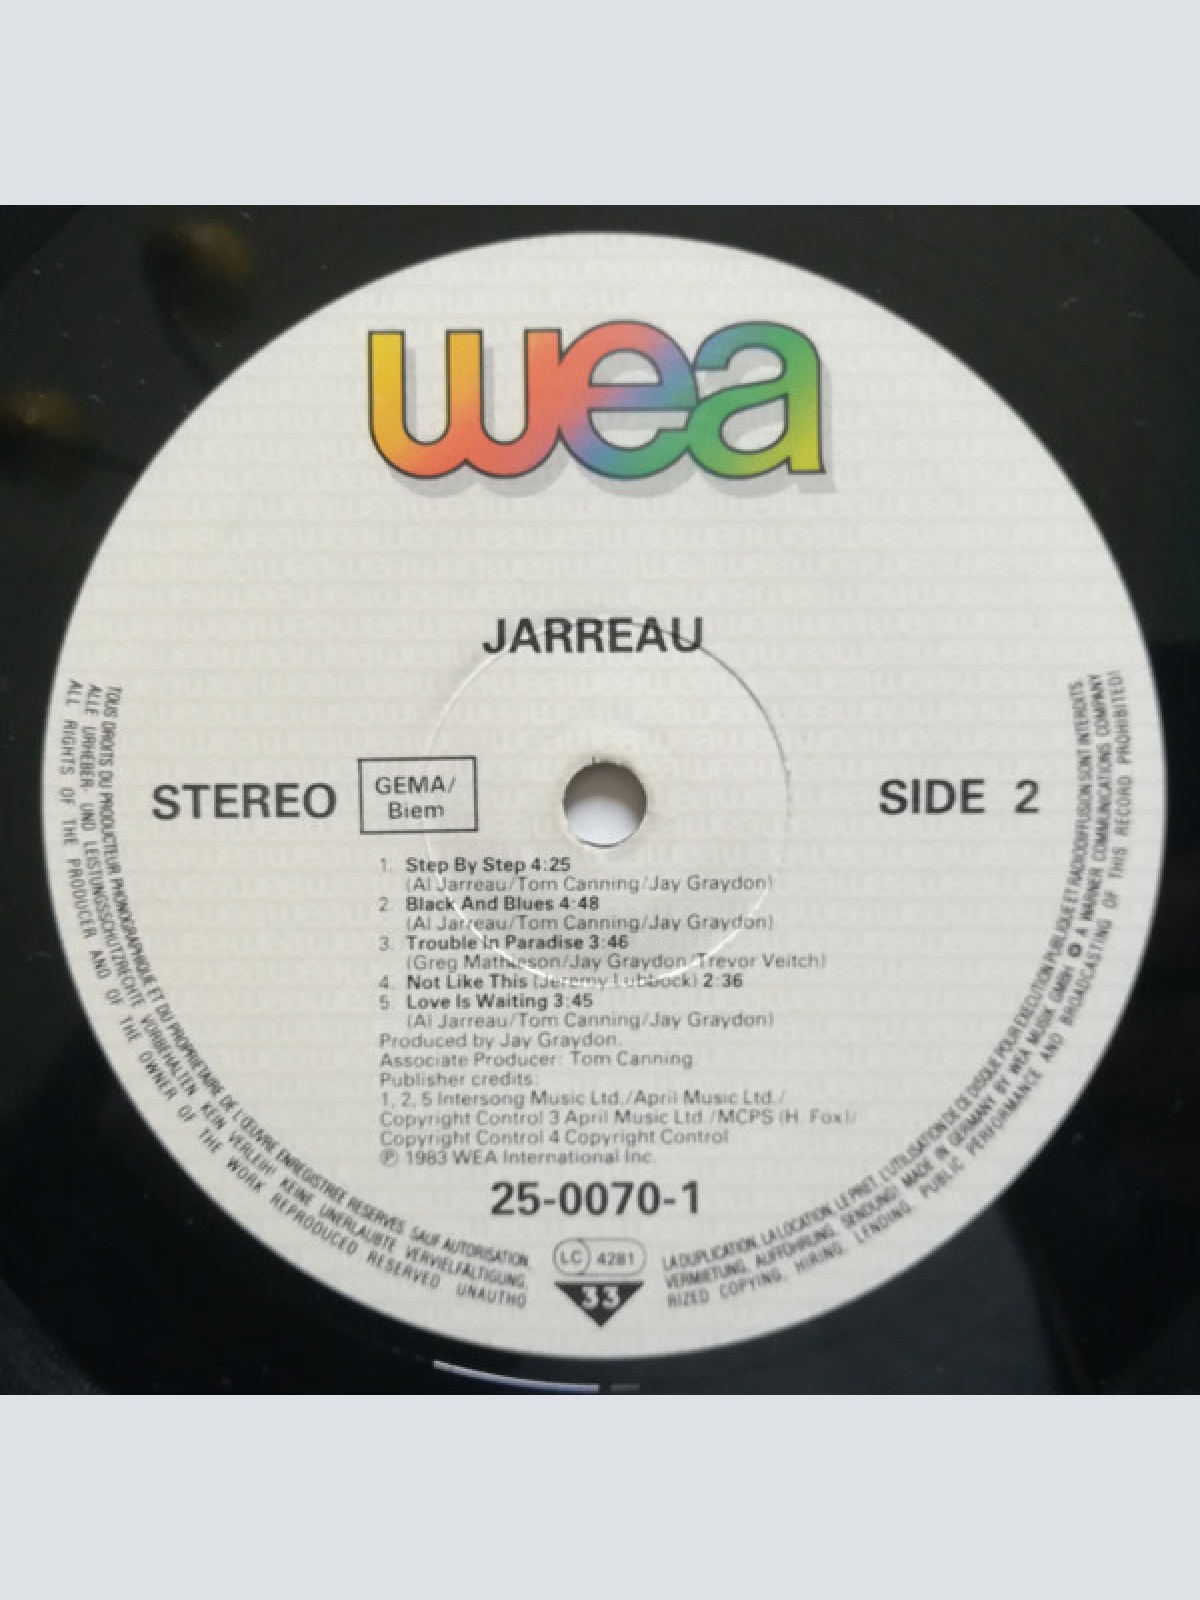 wea
JARREAU
STEREO
GEMA/
Biem
SIDE 2
1. Step By Step 4:25
(Al Jarreau/Tom Canning/Jay Graydon)
2. Black And Blues 4:48
(Al Jarreau/Tom Canning/Jay Graydon)
3. Trouble In Paradise 3:46
(Greg Mathieson/Jay Graydon/Trevor Veitch)
4. Not Like This (Jeremy Lubbock) 2:36
5. Love Is Waiting 3:45
(Al Jarreau/Tom Canning/Jay Graydon)
Produced by Jay Graydon.
Associate Producer: Tom Canning
Publisher credits:
1, 2, 5 Intersong Music Ltd./April Music Ltd./
Copyright Control 3 April Music Ltd./MCPS (H. Fox)/
Copyright Control 4 Copyright Control
℗ 1983 WEA International Inc.
25-0070-1
LC 4281
33
TOUS DROITS DU PRODUCTEUR PHONOGRAPHIQUE ET DU PROPRIETAIRE DE L'ŒUVRE ENREGISTREE RESERVES. SAUF AUTORISATION, LA DUPLICATION, LA LOCATION, LE PRET, L'UTILISATION DE CE DISQUE POUR EXECUTION PUBLIQUE ET RADIODIFFUSION SONT INTERDITS.
ALLE URHEBER- UND LEISTUNGSSCHUTZRECHTE VORBEHALTEN. KEIN VERLEIH! KEINE UNERLAUBTE VERVIELFÄLTIGUNG, VERMIETUNG, AUFFÜHRUNG, SENDUNG! MADE IN GERMANY BY WEA MUSIK GMBH A WARNER COMMUNICATIONS COMPANY
ALL RIGHTS OF THE PRODUCER AND OF THE OWNER OF THE WORK REPRODUCED RESERVED UNAUTHORIZED COPYING, HIRING, LENDING, PUBLIC PERFORMANCE AND BROADCASTING OF THIS RECORD PROHIBITED!